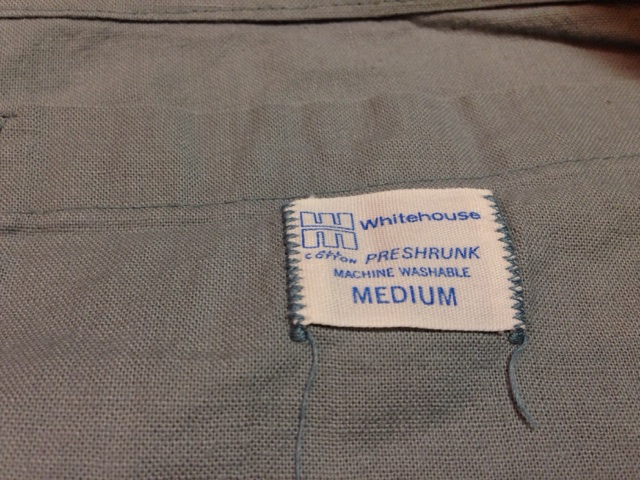 Whitehouse
cotton PRESHRUNK
MACHINE WASHABLE
MEDIUM